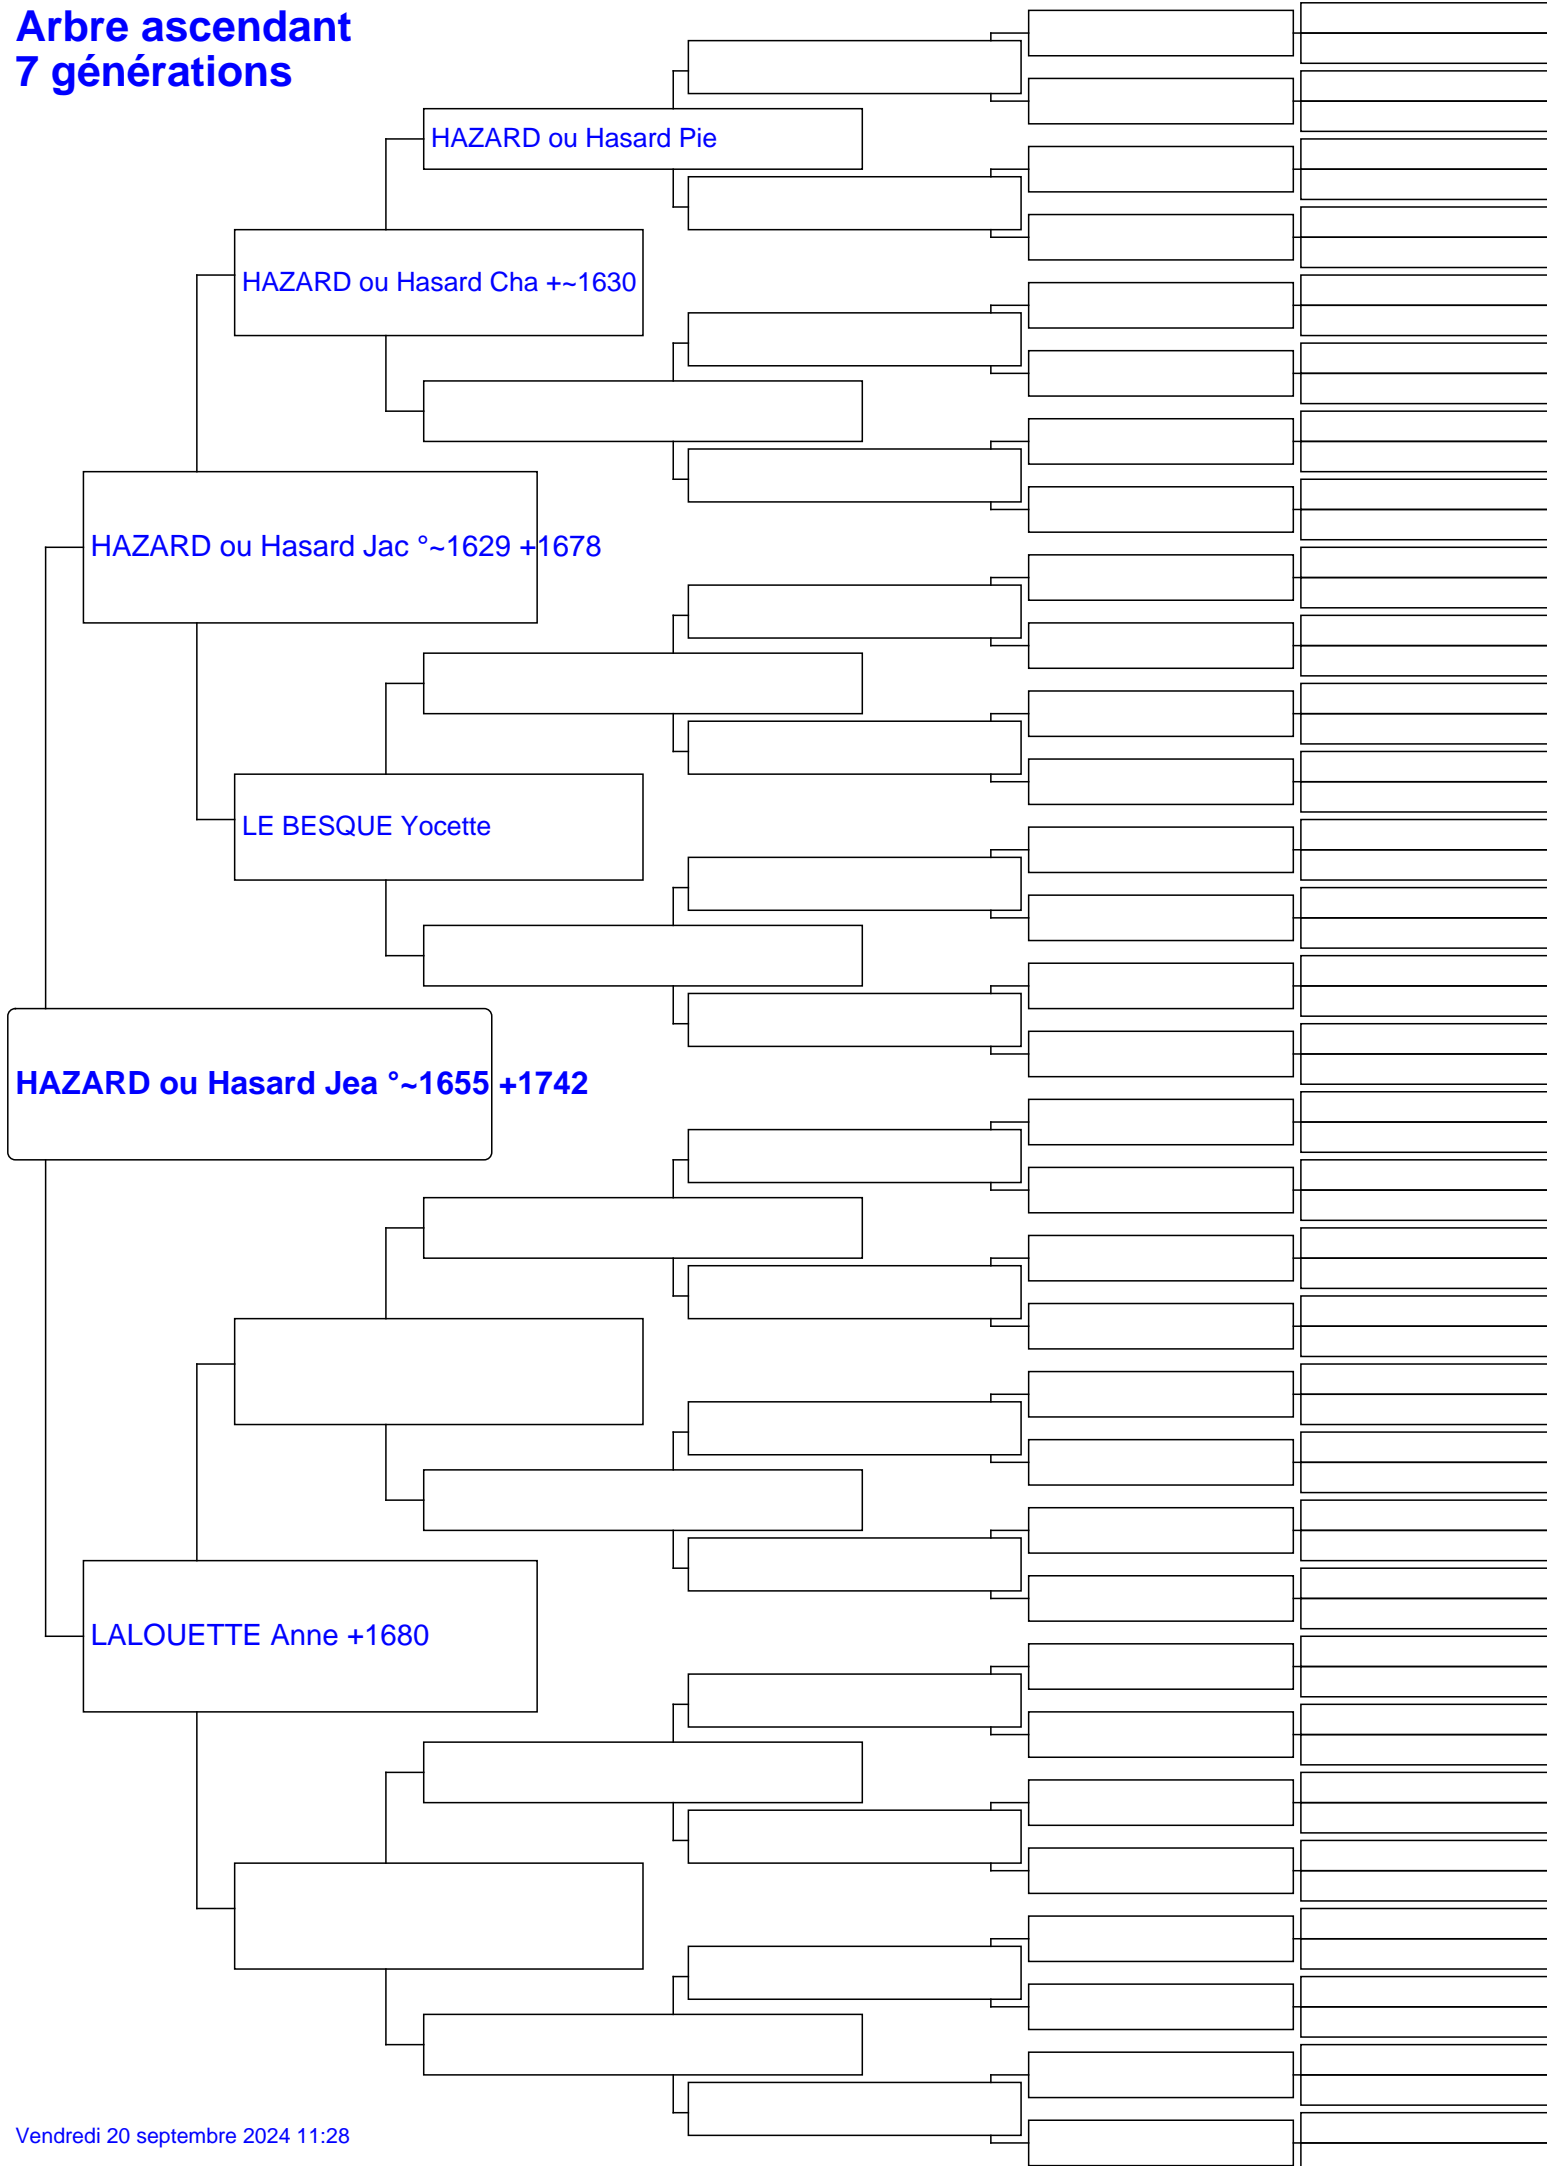 Arbre ascendant
7 générations
HAZARD ou Hasard Pie
HAZARD ou Hasard Cha +~1630
HAZARD ou Hasard Jac °~1629 +1678
LE BESQUE Yocette
HAZARD ou Hasard Jea °~1655 +1742
LALOUETTE Anne +1680
Vendredi 20 septembre 2024 11:28